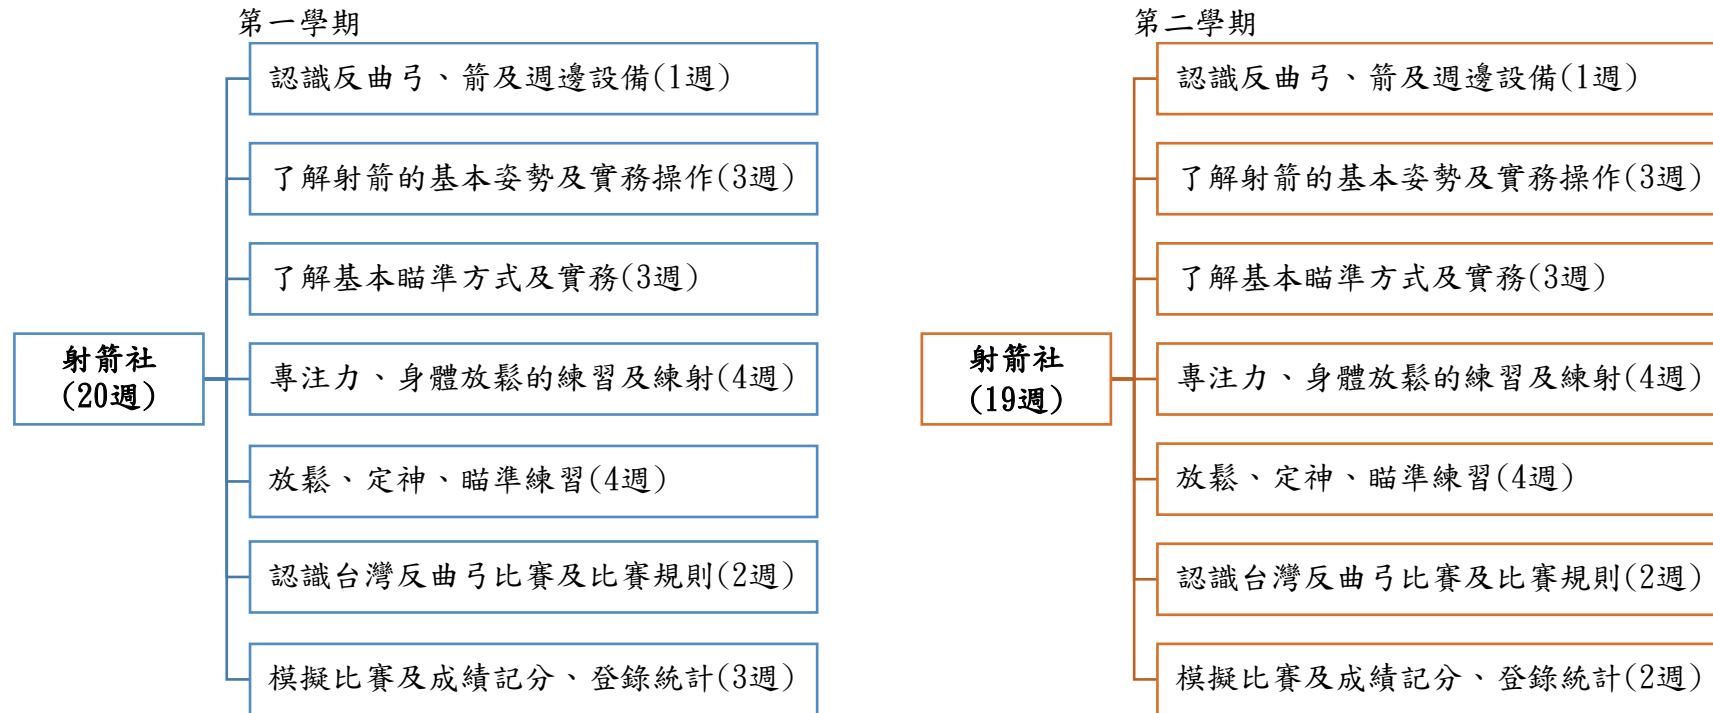 第一學期
認識反曲弓、箭及週邊設備(1週)
了解射箭的基本姿勢及實務操作(3週)
了解基本瞄準方式及實務(3週)
射箭社
(20週)
專注力、身體放鬆的練習及練射(4週)
放鬆、定神、瞄準練習(4週)
認識台灣反曲弓比賽及比賽規則(2週)
模擬比賽及成績記分、登錄統計(3週)
第二學期
認識反曲弓、箭及週邊設備(1週)
了解射箭的基本姿勢及實務操作(3週)
了解基本瞄準方式及實務(3週)
射箭社
(19週)
專注力、身體放鬆的練習及練射(4週)
放鬆、定神、瞄準練習(4週)
認識台灣反曲弓比賽及比賽規則(2週)
模擬比賽及成績記分、登錄統計(2週)